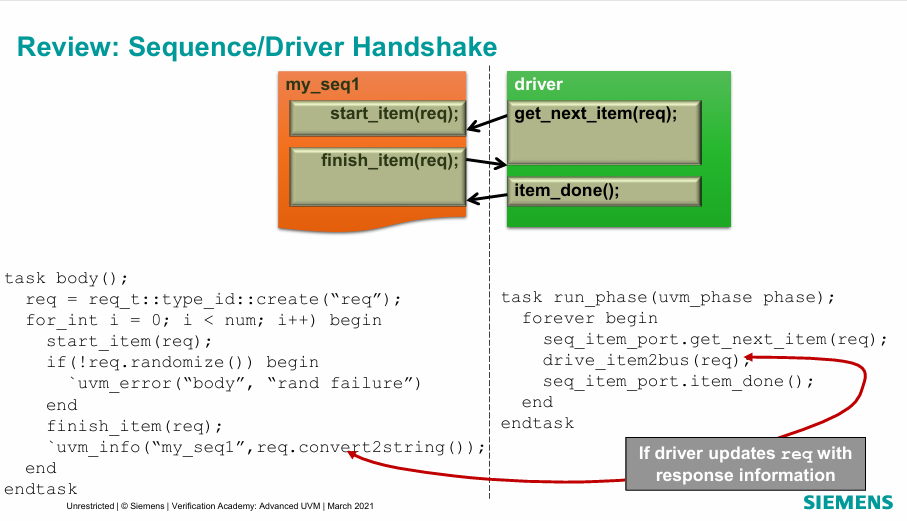 Review: Sequence/Driver Handshake
my_seq1
start_item(req);
finish_item(req);
driver
get_next_item(req);
item_done();
task body();
  req = req_t::type_id::create(“req”);
  for_int i = 0; i < num; i++) begin
    start_item(req);
    if(!req.randomize()) begin
      `uvm_error(“body”, “rand failure”)
    end
    finish_item(req);
    `uvm_info(“my_seq1”,req.convert2string());
  end
endtask
task run_phase(uvm_phase phase);
  forever begin
    seq_item_port.get_next_item(req);
    drive_item2bus(req);
    seq_item_port.item_done();
  end
endtask
If driver updates req with
response information
Unrestricted | © Siemens | Verification Academy: Advanced UVM | March 2021
SIEMENS